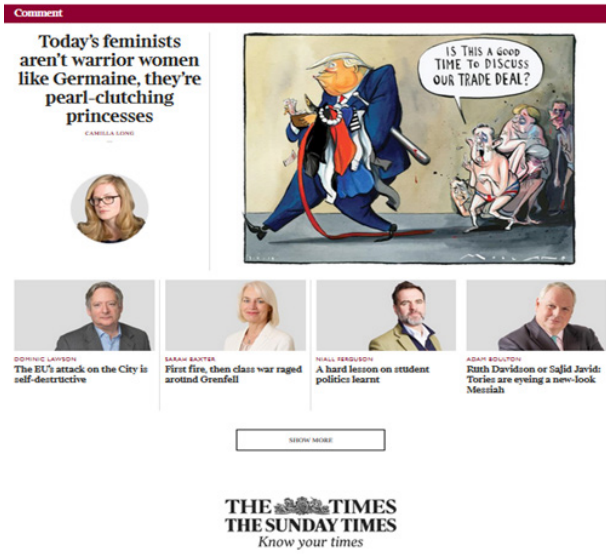 Comment
Today's feminists
aren't warrior women
like Germaine, they're
pearl-clutching
princesses
CAMILLA LONG
IS THIS A GOOD
TIME TO DISCUSS
OUR TRADE DEAL?
DOMINIC LAWSON
The EU's attack on the City is
self-destructive
SARAH BAXTER
First fire, then class war raged
around Grenfell
NIALL FERGUSON
A hard lesson on student
politics learnt
ADAM BOULTON
Ruth Davidson or Sajid Javid:
Tories are eyeing a new-look
Messiah
SHOW MORE
THE TIMES
THE SUNDAY TIMES
Know your times